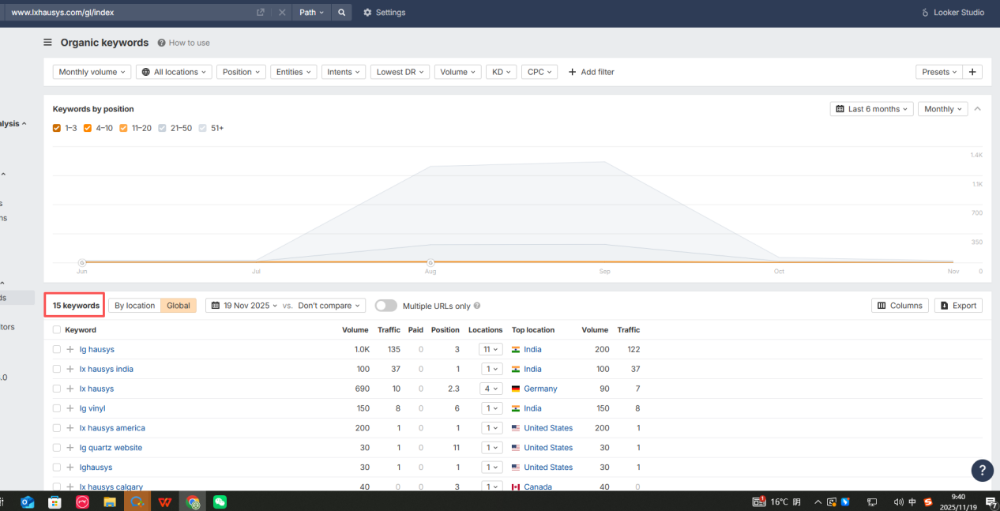 www.lxhausys.com/gl/index Path Settings Looker Studio
Organic keywords How to use
Monthly volume All locations Position Entities Intents Lowest DR Volume KD CPC Add filter Presets
Keywords by position Last 6 months Monthly
1–3 4–10 11–20 21–50 51+
1.4K
1.1K
700
350
Jun Jul Aug Sep Oct Nov 0
alysis
s
ns
ds
itors
.0
15 keywords By location Global 19 Nov 2025 vs. Don't compare Multiple URLs only Columns Export
Keyword Volume Traffic Paid Position Locations Top location Volume Traffic
lg hausys 1.0K 135 0 3 11 India 200 122
lx hausys india 100 37 0 1 1 India 100 37
lx hausys 690 10 0 2.3 4 Germany 90 7
lg vinyl 150 8 0 6 1 India 150 8
lx hausys america 200 1 0 1 1 United States 200 1
lg quartz website 30 1 0 11 1 United States 30 1
lghausys 30 1 0 1 1 United States 30 1
lx hausys calgary 40 0 0 3 1 Canada 40 0
?
16°C 阴 中 9:40
2025/11/19 7